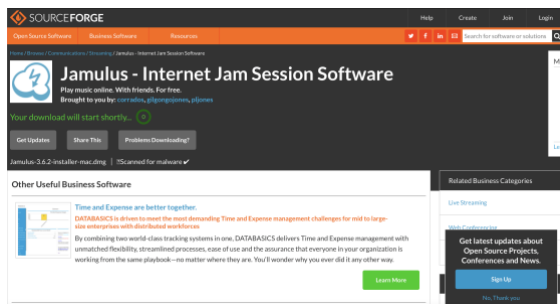 SOURCEFORGE
Help Create Join Login
Open Source Software Business Software Resources
Search for software or solutions
Home / Browse / Communications / Streaming / Jamulus - Internet Jam Session Software
Jamulus - Internet Jam Session Software
Play music online. With friends. For free.
Brought to you by: corrados, gilgongojones, pljones
Your download will start shortly... 0
Get Updates Share This Problems Downloading?
Jamulus-3.6.2-installer-mac.dmg | ?Scanned for malware ✔
Other Useful Business Software
Time and Expense are better together.
DATABASICS is driven to meet the most demanding Time and Expense management challenges for mid to large-
size enterprises with distributed workforces
By combining two world-class tracking systems in one, DATABASICS delivers Time and Expense management with
unmatched flexibility, streamlined processes, ease of use and the assurance that everyone in your organization is
working from the same playbook—no matter where they are. You'll wonder why you ever did it any other way.
Learn More
Related Business Categories
Live Streaming
Web Conferencing
Get latest updates about
Open Source Projects,
Conferences and News.
Sign Up
No, Thank you